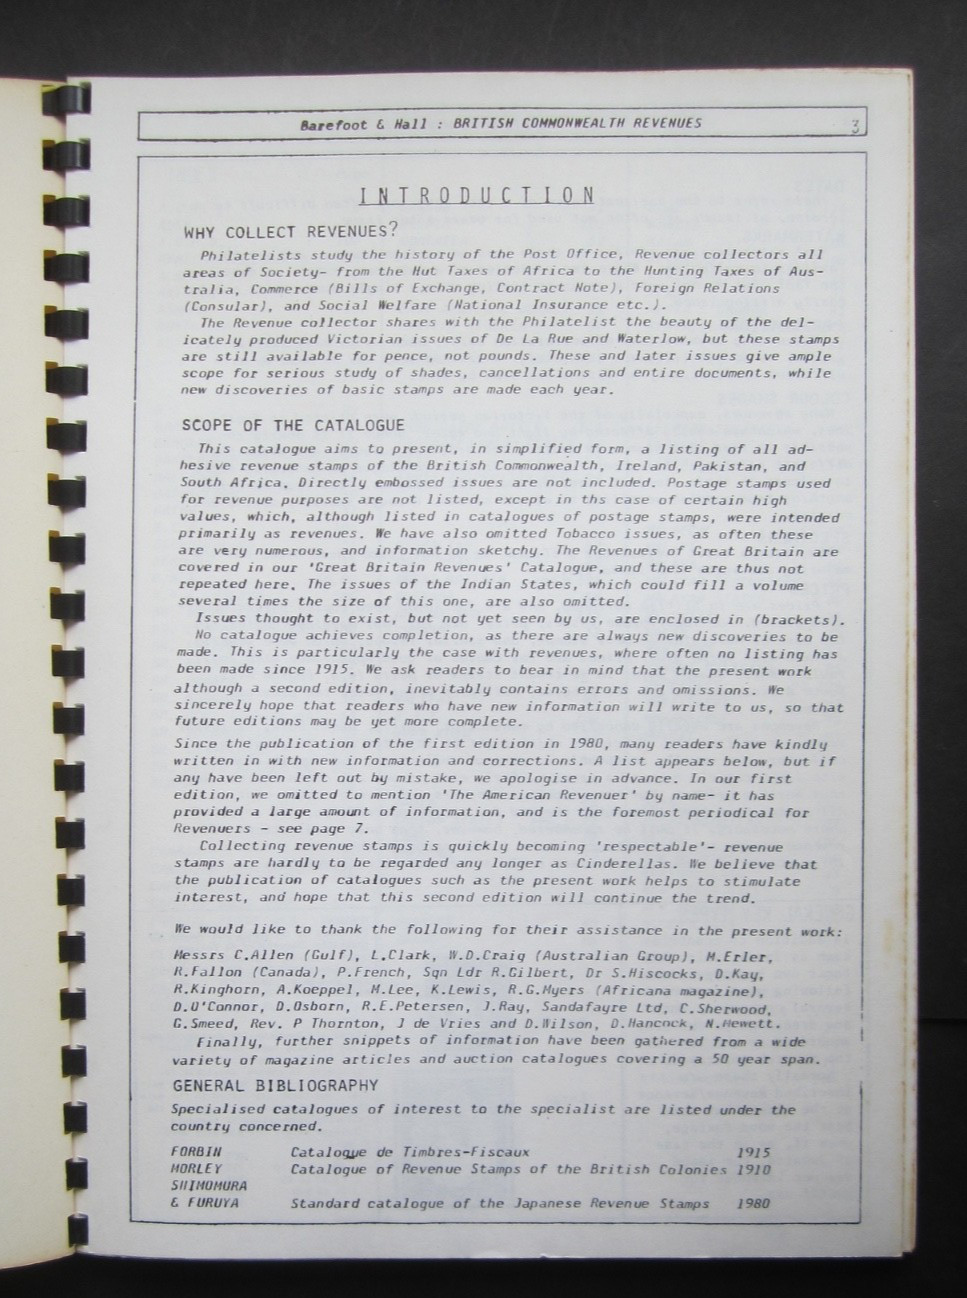 Barefoot & Hall : BRITISH COMMONWEALTH REVENUES 3
INTRODUCTION
WHY COLLECT REVENUES?
Philatelists study the history of the Post Office, Revenue collectors all
areas of Society- from the Hut Taxes of Africa to the Hunting Taxes of Aus-
tralia, Commerce (Bills of Exchange, Contract Note), Foreign Relations
(Consular), and Social Welfare (National Insurance etc.).
The Revenue collector shares with the Philatelist the beauty of the del-
icately produced Victorian issues of De La Rue and Waterlow, but these stamps
are still available for pence, not pounds. These and later issues give ample
scope for serious study of shades, cancellations and entire documents, while
new discoveries of basic stamps are made each year.
SCOPE OF THE CATALOGUE
This catalogue aims to present, in simplified form, a listing of all ad-
hesive revenue stamps of the British Commonwealth, Ireland, Pakistan, and
South Africa. Directly embossed issues are not included. Postage stamps used
for revenue purposes are not listed, except in ths case of certain high
values, which, although listed in catalogues of postage stamps, were intended
primarily as revenues. We have also omitted Tobacco issues, as often these
are very numerous, and information sketchy. The Revenues of Great Britain are
covered in our 'Great Britain Revenues' Catalogue, and these are thus not
repeated here. The issues of the Indian States, which could fill a volume
several times the size of this one, are also omitted.
Issues thought to exist, but not yet seen by us, are enclosed in (brackets).
No catalogue achieves completion, as there are always new discoveries to be
made. This is particularly the case with revenues, where often no listing has
been made since 1915. We ask readers to bear in mind that the present work
although a second edition, inevitably contains errors and omissions. We
sincerely hope that readers who have new information will write to us, so that
future editions may be yet more complete.
Since the publication of the first edition in 1980, many readers have kindly
written in with new information and corrections. A list appears below, but if
any have been left out by mistake, we apologise in advance. In our first
edition, we omitted to mention 'The American Revenuer' by name- it has
provided a large amount of information, and is the foremost periodical for
Revenuers - see page 7.
Collecting revenue stamps is quickly becoming 'respectable'- revenue
stamps are hardly to be regarded any longer as Cinderellas. We believe that
the publication of catalogues such as the present work helps to stimulate
interest, and hope that this second edition will continue the trend.
We would like to thank the following for their assistance in the present work:
Messrs C.Allen (Gulf), L.Clark, W.D.Craig (Australian Group), M.Erler,
R.Fallon (Canada), P.French, Sqn Ldr R.Gilbert, Dr S.Hiscocks, D.Kay,
R.Kinghorn, A.Koeppel, M.Lee, K.Lewis, R.G.Myers (Africana magazine),
D.O'Connor, D.Osborn, R.E.Petersen, J.Ray, Sandafayre Ltd, C.Sherwood,
G.Smeed, Rev. P Thornton, J de Vries and D.Wilson, D.Hancock, N.Hewett.
Finally, further snippets of information have been gathered from a wide
variety of magazine articles and auction catalogues covering a 50 year span.
GENERAL BIBLIOGRAPHY
Specialised catalogues of interest to the specialist are listed under the
country concerned.
FORBIN Catalogue de Timbres-Fiscaux 1915
MORLEY Catalogue of Revenue Stamps of the British Colonies 1910
SHIMOMURA
& FURUYA Standard catalogue of the Japanese Revenue Stamps 1980